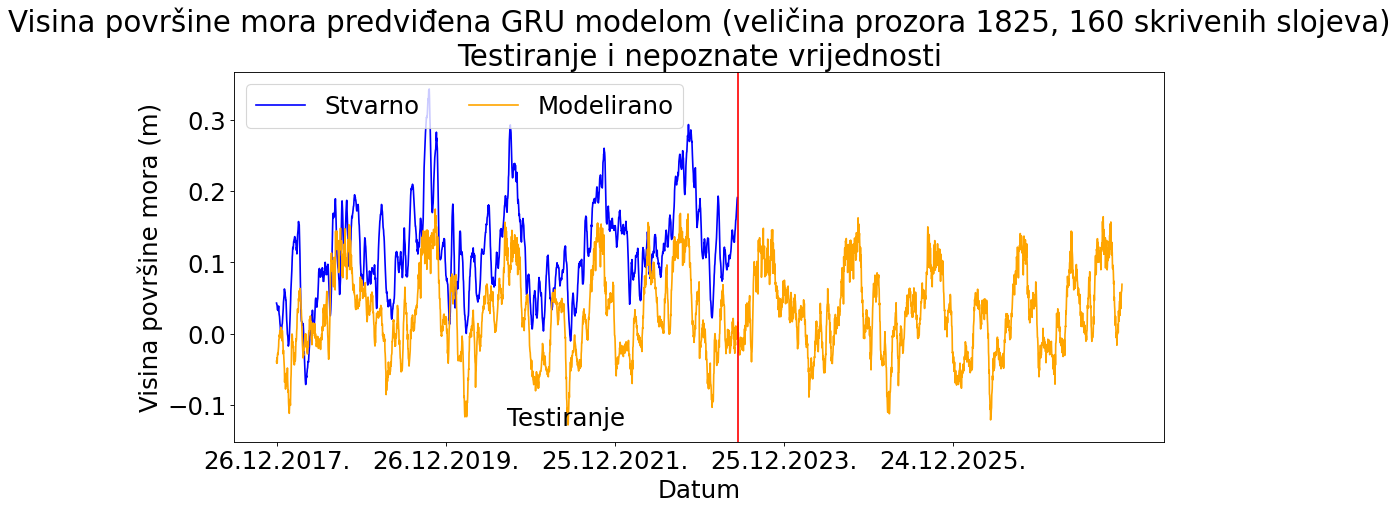 Visina površine mora predviđena GRU modelom (veličina prozora 1825, 160 skrivenih slojeva)
Testiranje i nepoznate vrijednosti
Stvarno Modelirano
Visina površine mora (m)
0.3
0.2
0.1
0.0
−0.1
Testiranje
26.12.2017. 26.12.2019. 25.12.2021. 25.12.2023. 24.12.2025.
Datum